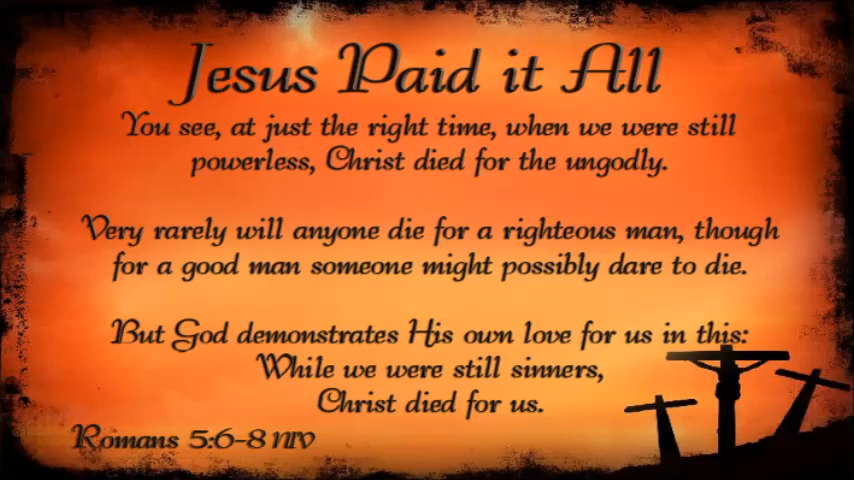 Jesus Paid it All
You see, at just the right time, when we were still
powerless, Christ died for the ungodly.
Very rarely will anyone die for a righteous man, though
for a good man someone might possibly dare to die.
But God demonstrates His own love for us in this:
While we were still sinners,
Christ died for us.
Romans 5:6-8 NIV